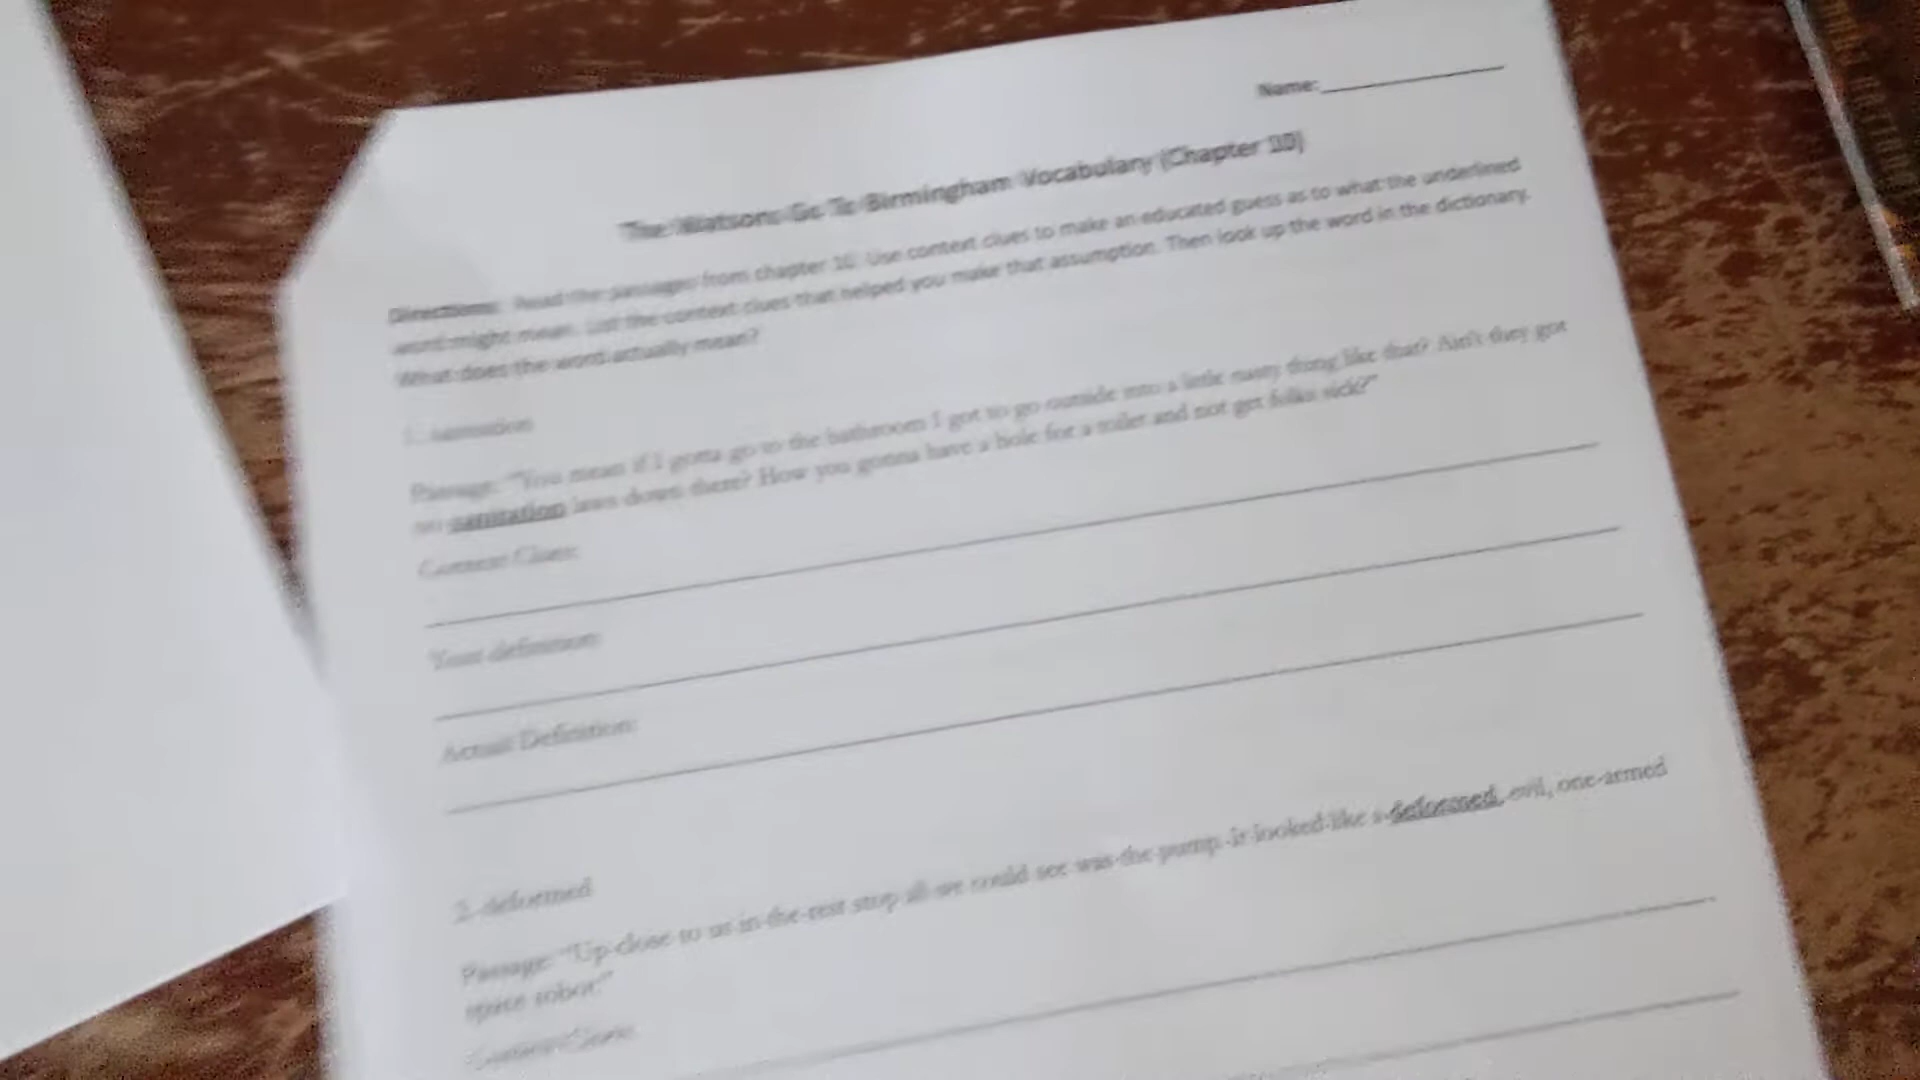 Name:
The Watsons Go To Birmingham Vocabulary (Chapter 10)
Directions: Read the passages from chapter 10. Use context clues to make an educated guess as to what the underlined
word might mean. List the context clues that helped you make that assumption. Then look up the word in the dictionary.
What does the word actually mean?
1. sanitation
Passage: "You mean if I gotta go to the bathroom I got to go outside into a little nasty thing like that? Ain't they got
no sanitation laws down there? How you gonna have a hole for a toilet and not get folks sick?"
Context Clues:
Your definition:
Actual Definition:
2. deformed
Passage: "Up close to us in the rest stop all we could see was the pump. It looked like a deformed, evil, one-armed
space robot."
Context Clues: